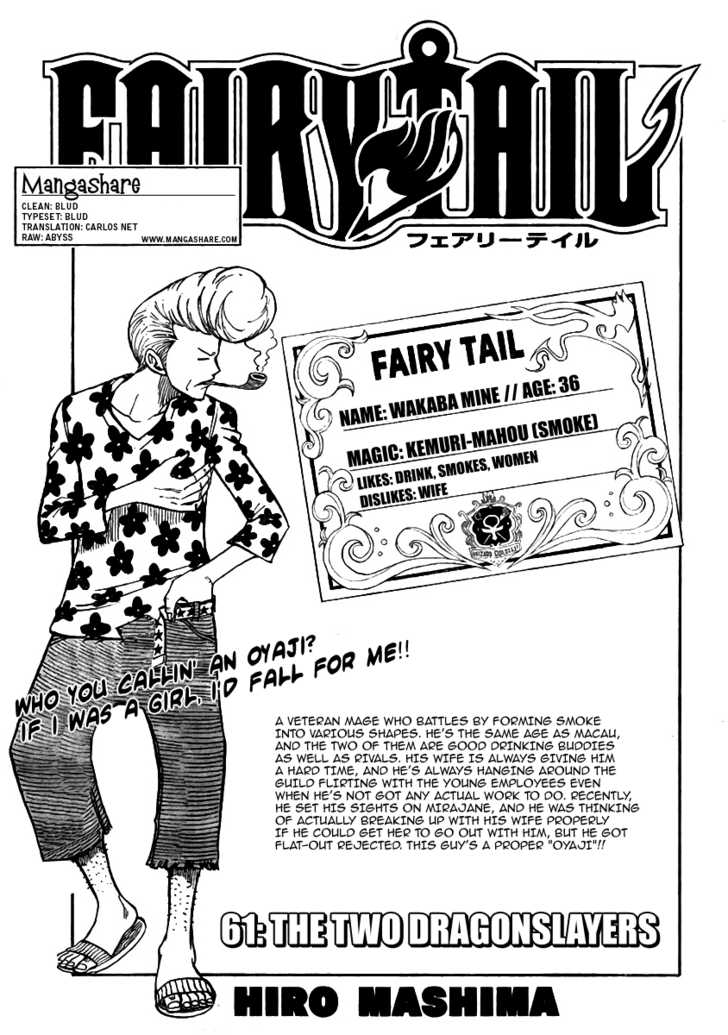 FAIRY TAIL
フェアリーテイル
Mangashare
CLEAN: BLUD
TYPESET: BLUD
TRANSLATION: CARLOS NET
RAW: ABYSS
WWW.MANGASHARE.COM
FAIRY TAIL
NAME: WAKABA MINE // AGE: 36
MAGIC: KEMURI-MAHOU (SMOKE)
LIKES: DRINK, SMOKES, WOMEN
DISLIKES: WIFE
WHO YOU CALLIN' AN OYAJI?
IF I WAS A GIRL, I'D FALL FOR ME!!
A VETERAN MAGE WHO BATTLES BY FORMING SMOKE
INTO VARIOUS SHAPES. HE'S THE SAME AGE AS MACAU,
AND THE TWO OF THEM ARE GOOD DRINKING BUDDIES
AS WELL AS RIVALS. HIS WIFE IS ALWAYS GIVING HIM
A HARD TIME, AND HE'S ALWAYS HANGING AROUND THE
GUILD FLIRTING WITH THE YOUNG EMPLOYEES EVEN
WHEN HE'S NOT GOT ANY ACTUAL WORK TO DO. RECENTLY,
HE SET HIS SIGHTS ON MIRAJANE, AND HE WAS THINKING
OF ACTUALLY BREAKING UP WITH HIS WIFE PROPERLY
IF HE COULD GET HER TO GO OUT WITH HIM, BUT HE GOT
FLAT-OUT REJECTED. THIS GUY'S A PROPER "OYAJI"!!
61: THE TWO DRAGONSLAYERS
HIRO MASHIMA